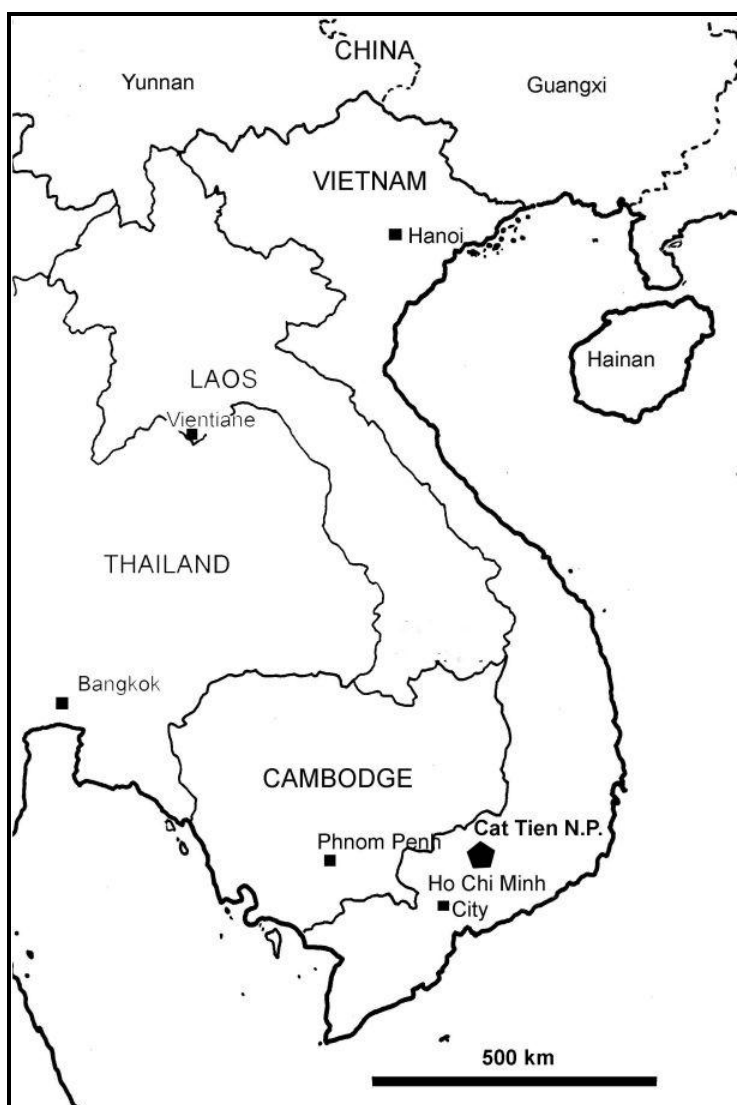 CHINA
Yunnan
Guangxi
VIETNAM
Hanoi
Hainan
LAOS
Vientiane
THAILAND
Bangkok
CAMBODGE
Cat Tien N.P.
Phnom Penh
Ho Chi Minh
City
500 km